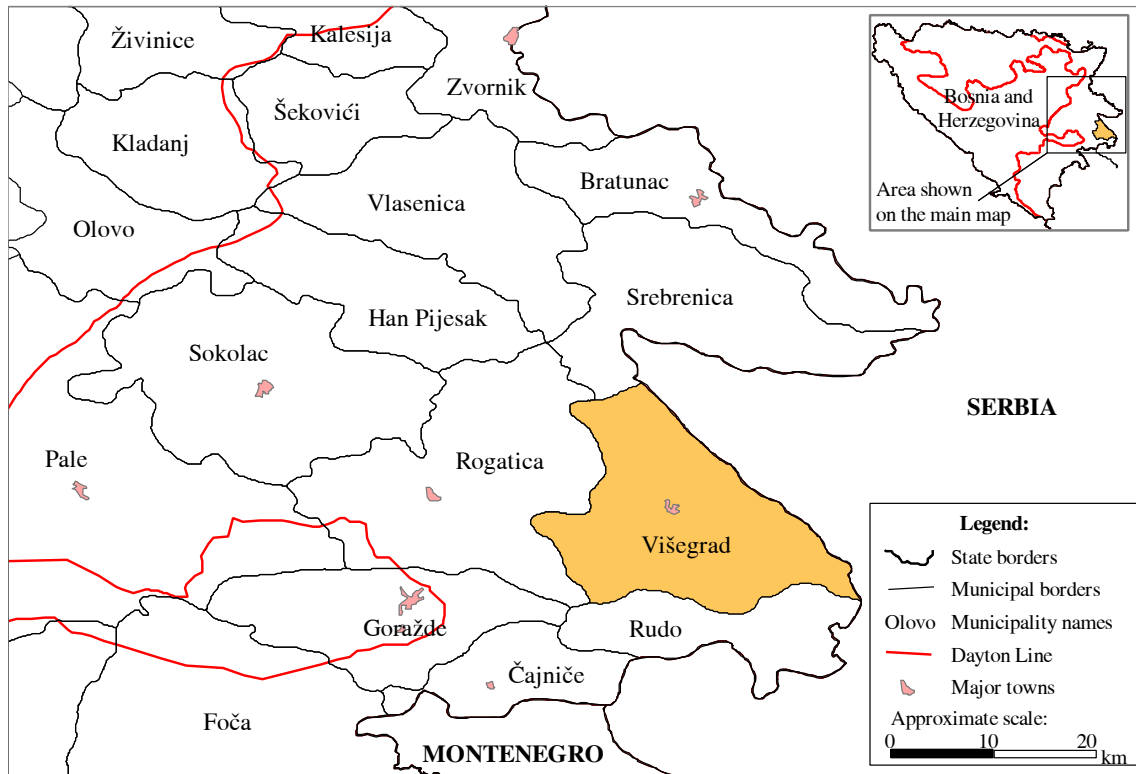 Živinice
Kalesija
Zvornik
Šekovići
Kladanj
Bratunac
Vlasenica
Olovo
Srebrenica
Han Pijesak
Sokolac
SERBIA
Pale
Rogatica
Višegrad
Goražde
Rudo
Čajniče
Foča
MONTENEGRO
Bosnia and
Herzegovina
Area shown
on the main map
Legend:
State borders
Municipal borders
Olovo Municipality names
Dayton Line
Major towns
Approximate scale:
0 10 20
km